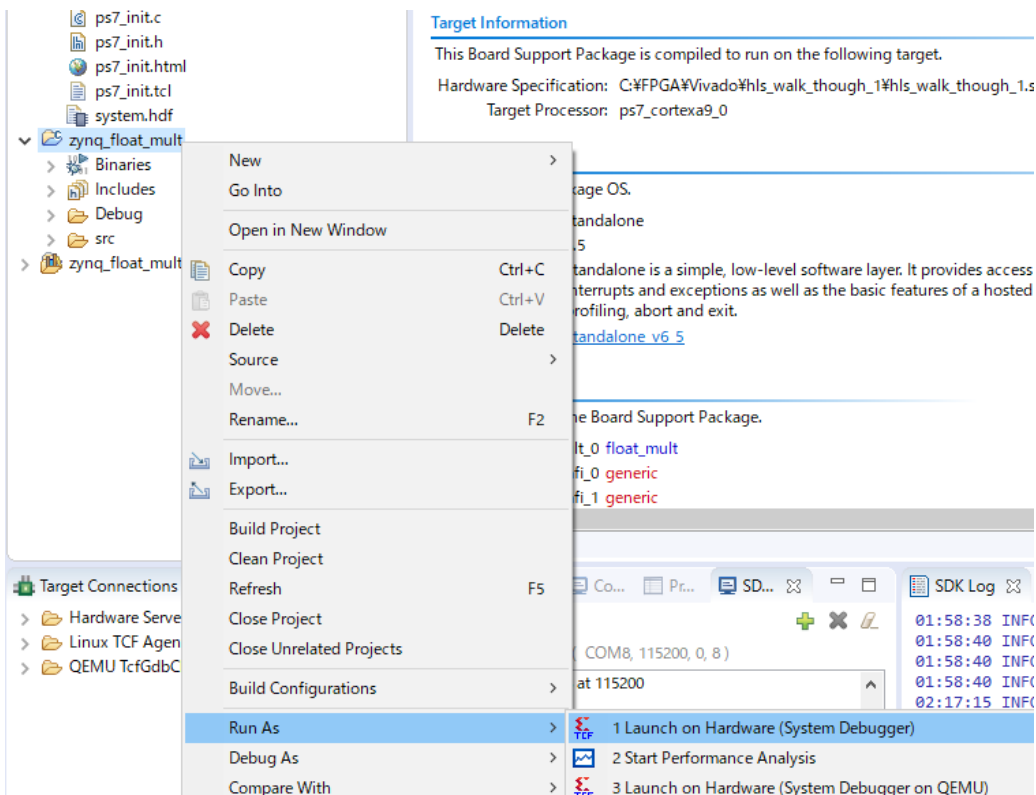 ps7_init.c
ps7_init.h
ps7_init.html
ps7_init.tcl
system.hdf
zynq_float_mult
Binaries
Includes
Debug
src
zynq_float_mult
Target Information
This Board Support Package is compiled to run on the following target.
Hardware Specification: C:¥FPGA¥Vivado¥hls_walk_though_1¥hls_walk_though_1.s
Target Processor: ps7_cortexa9_0
kage OS.
tandalone
.5
tandalone is a simple, low-level software layer. It provides access
nterrupts and exceptions as well as the basic features of a hosted
rofiling, abort and exit.
tandalone_v6_5
he Board Support Package.
lt_0 float_mult
fi_0 generic
fi_1 generic
New
Go Into
Open in New Window
Copy Ctrl+C
Paste Ctrl+V
Delete Delete
Source
Move...
Rename... F2
Import...
Export...
Build Project
Clean Project
Refresh F5
Close Project
Close Unrelated Projects
Build Configurations
Run As
Debug As
Compare With
1 Launch on Hardware (System Debugger)
2 Start Performance Analysis
3 Launch on Hardware (System Debugger on QEMU)
Target Connections
Hardware Serve
Linux TCF Agen
QEMU TcfGdbC
Co... Pr... SD...
( COM8, 115200, 0, 8 )
at 115200
SDK Log
01:58:38 INFO
01:58:40 INFO
01:58:40 INFO
01:58:40 INFO
02:17:15 INFO